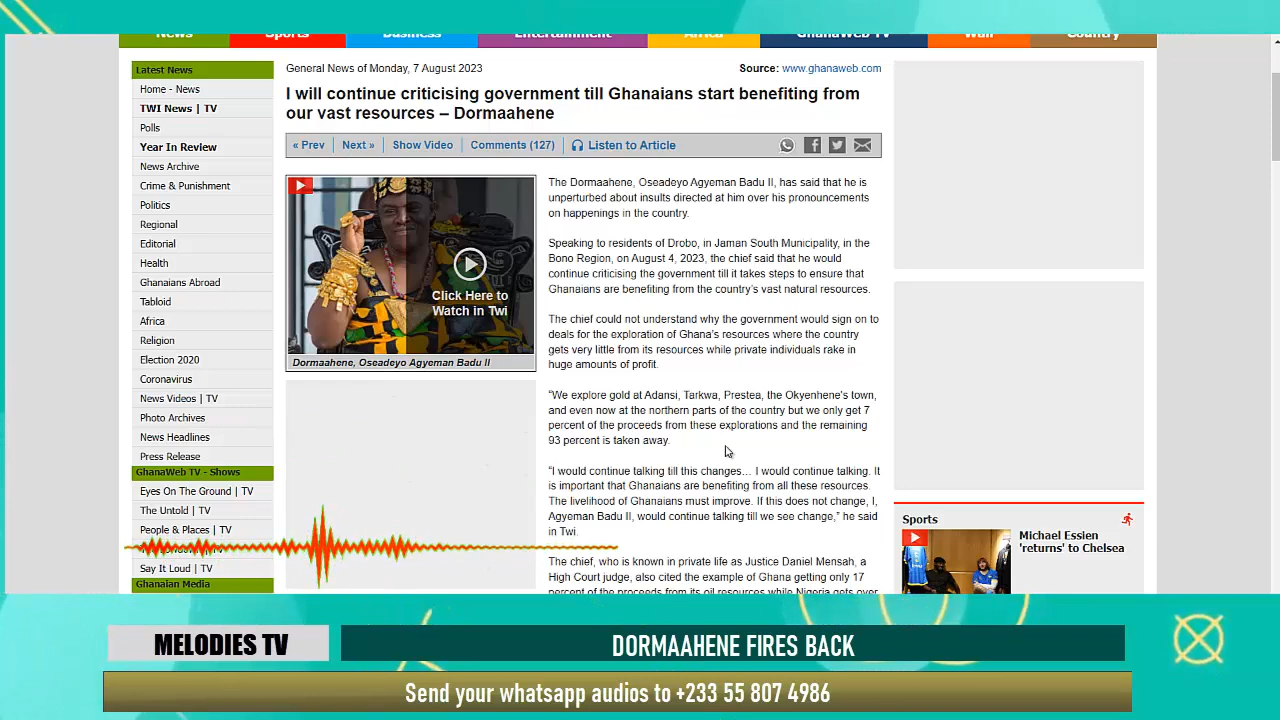 News Sports Business Entertainment Africa GhanaWeb TV Wall Country
Latest News
Home - News
TWI News | TV
Polls
Year In Review
News Archive
Crime & Punishment
Politics
Regional
Editorial
Health
Ghanaians Abroad
Tabloid
Africa
Religion
Election 2020
Coronavirus
News Videos | TV
Photo Archives
News Headlines
Press Release
GhanaWeb TV - Shows
Eyes On The Ground | TV
The Untold | TV
People & Places | TV
Say It Loud | TV
Ghanaian Media
General News of Monday, 7 August 2023
Source: www.ghanaweb.com
I will continue criticising government till Ghanaians start benefiting from
our vast resources – Dormaahene
« Prev Next » Show Video Comments (127) Listen to Article
Click Here to
Watch in Twi
Dormaahene, Oseadeyo Agyeman Badu II
The Dormaahene, Oseadeyo Agyeman Badu II, has said that he is
unperturbed about insults directed at him over his pronouncements
on happenings in the country.
Speaking to residents of Drobo, in Jaman South Municipality, in the
Bono Region, on August 4, 2023, the chief said that he would
continue criticising the government till it takes steps to ensure that
Ghanaians are benefiting from the country's vast natural resources.
The chief could not understand why the government would sign on to
deals for the exploration of Ghana's resources where the country
gets very little from its resources while private individuals rake in
huge amounts of profit.
“We explore gold at Adansi, Tarkwa, Prestea, the Okyenhene's town,
and even now at the northern parts of the country but we only get 7
percent of the proceeds from these explorations and the remaining
93 percent is taken away.
“I would continue talking till this changes… I would continue talking. It
is important that Ghanaians are benefiting from all these resources.
The livelihood of Ghanaians must improve. If this does not change, I,
Agyeman Badu II, would continue talking till we see change,” he said
in Twi.
The chief, who is known in private life as Justice Daniel Mensah, a
High Court judge, also cited the example of Ghana getting only 17
percent of the proceeds from its oil resources while Nigeria gets over
Sports
Michael Essien
'returns' to Chelsea
MELODIES TV
DORMAAHENE FIRES BACK
Send your whatsapp audios to +233 55 807 4986